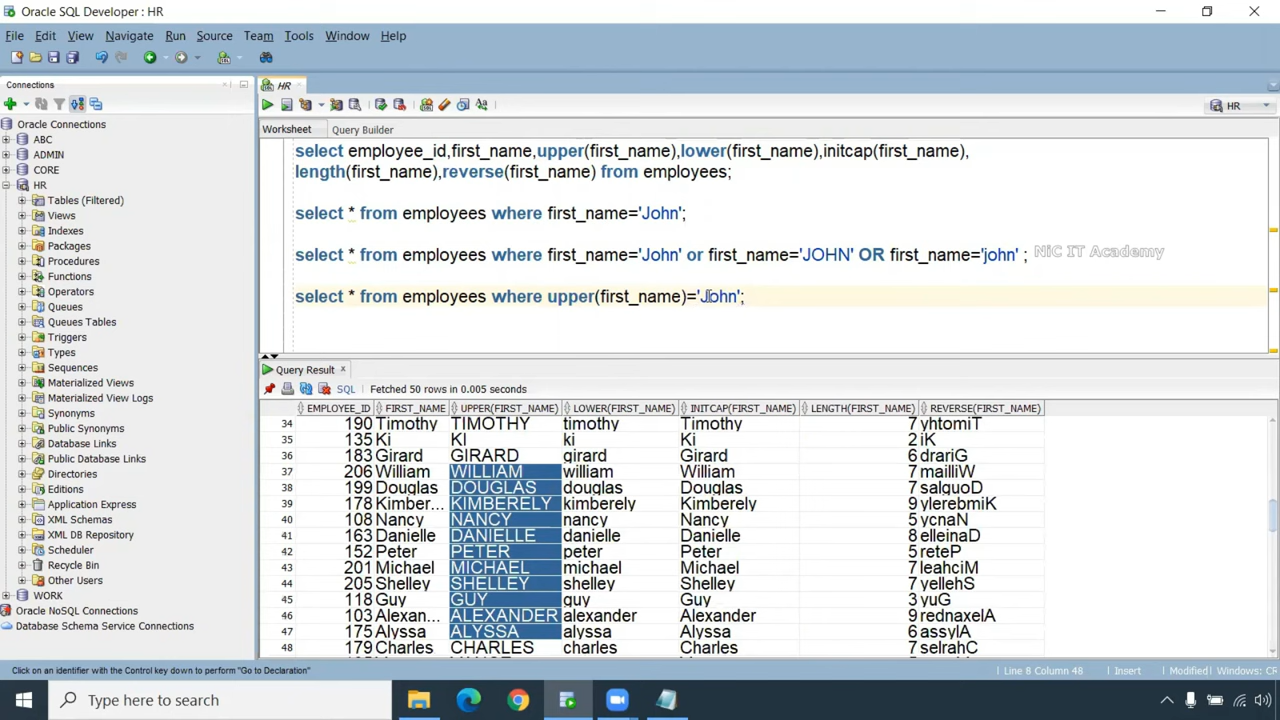 Oracle SQL Developer : HR
File Edit View Navigate Run Source Team Tools Window Help
Connections
HR
HR
Oracle Connections
ABC
ADMIN
CORE
HR
Tables (Filtered)
Views
Indexes
Packages
Procedures
Functions
Operators
Queues
Queues Tables
Triggers
Types
Sequences
Materialized Views
Materialized View Logs
Synonyms
Public Synonyms
Database Links
Public Database Links
Directories
Editions
Application Express
XML Schemas
XML DB Repository
Scheduler
Recycle Bin
Other Users
WORK
Oracle NoSQL Connections
Database Schema Service Connections
Worksheet Query Builder
select employee_id,first_name,upper(first_name),lower(first_name),initcap(first_name),
length(first_name),reverse(first_name) from employees;
select * from employees where first_name='John';
select * from employees where first_name='John' or first_name='JOHN' OR first_name='john' ;
NiC IT Academy
select * from employees where upper(first_name)='John';
Query Result
SQL Fetched 50 rows in 0.005 seconds
EMPLOYEE_ID FIRST_NAME UPPER(FIRST_NAME) LOWER(FIRST_NAME) INITCAP(FIRST_NAME) LENGTH(FIRST_NAME) REVERSE(FIRST_NAME)
34 190 Timothy TIMOTHY timothy Timothy 7 yhtomiT
35 135 Ki KI ki Ki 2 iK
36 183 Girard GIRARD girard Girard 6 drariG
37 206 William WILLIAM william William 7 mailliW
38 199 Douglas DOUGLAS douglas Douglas 7 salguoD
39 178 Kimber... KIMBERELY kimberely Kimberely 9 ylerebmiK
40 108 Nancy NANCY nancy Nancy 5 ycnaN
41 163 Danielle DANIELLE danielle Danielle 8 elleinaD
42 152 Peter PETER peter Peter 5 reteP
43 201 Michael MICHAEL michael Michael 7 leahciM
44 205 Shelley SHELLEY shelley Shelley 7 yellehS
45 118 Guy GUY guy Guy 3 yuG
46 103 Alexan... ALEXANDER alexander Alexander 9 rednaxelA
47 175 Alyssa ALYSSA alyssa Alyssa 6 assylA
48 179 Charles CHARLES charles Charles 7 selrahC
Click on an identifier with the Control key down to perform "Go to Declaration"
Line 8 Column 48 Insert Modified Windows: CR
Type here to search